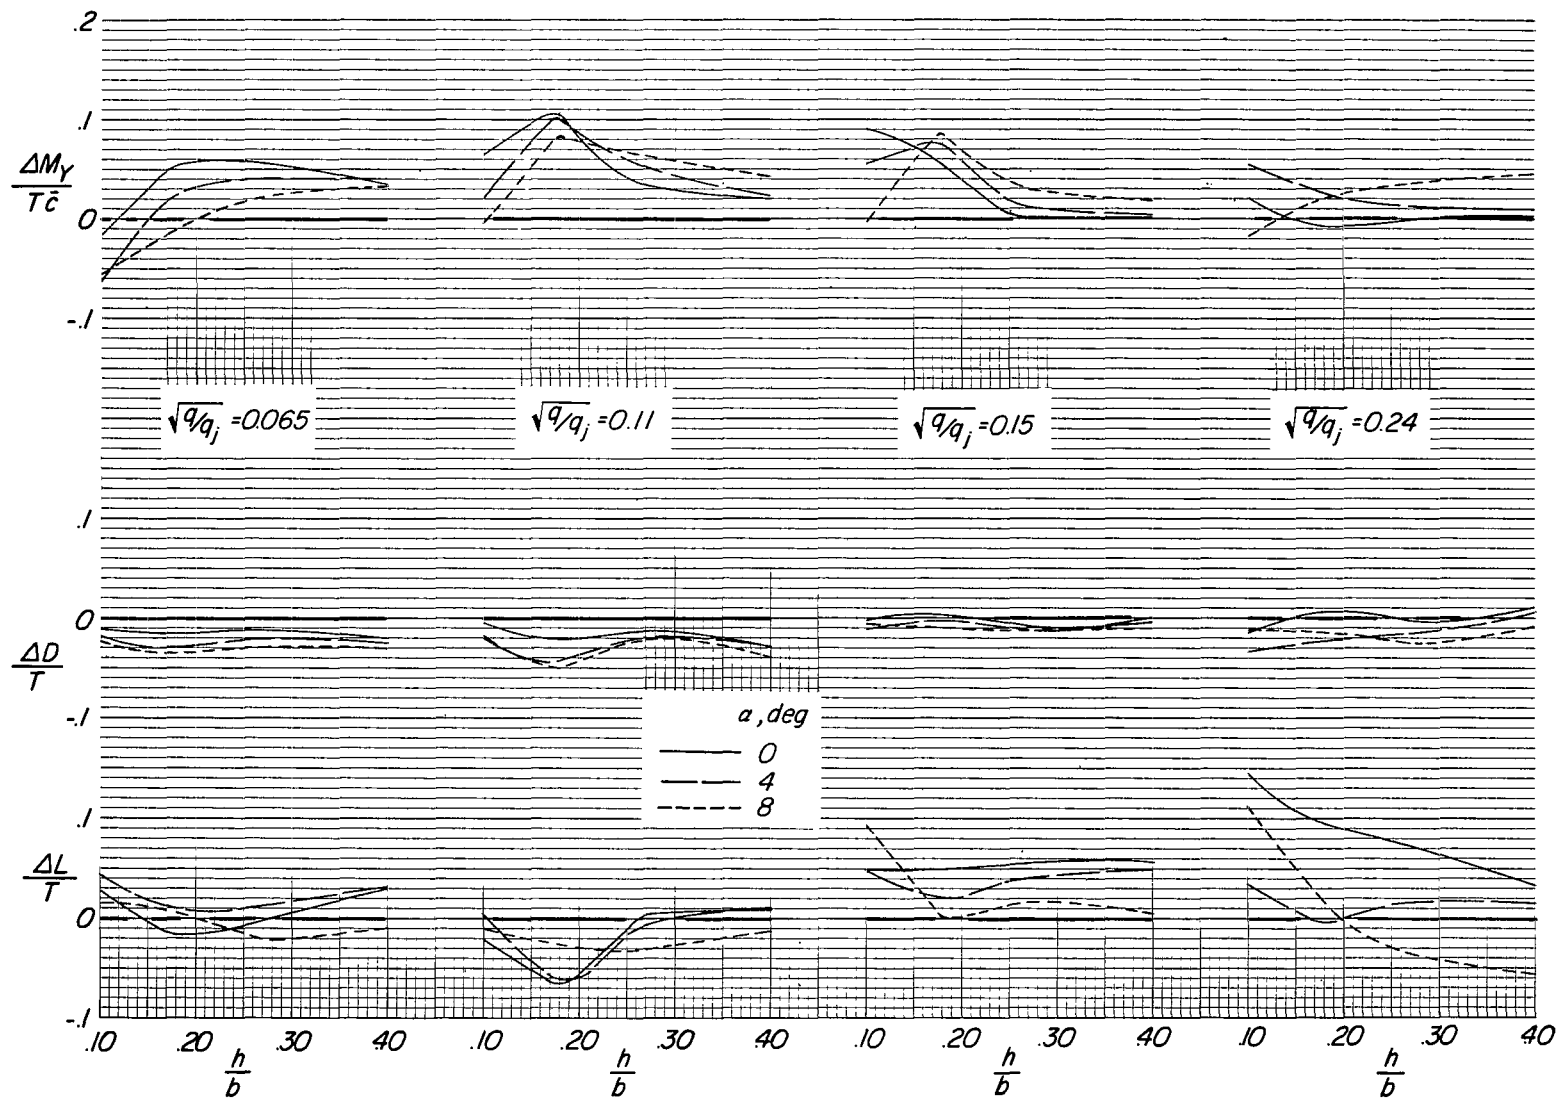 .2
.1
ΔM_Y
T c̄
0
-.1
√q/q_j =0.065
√q/q_j =0.11
√q/q_j =0.15
√q/q_j =0.24
.1
0
ΔD
T
-.1
α, deg
0
4
8
.1
ΔL
T
0
-.1
.10 .20 .30 .40 .10 .20 .30 .40 .10 .20 .30 .40 .10 .20 .30 .40
h h h h
b b b b